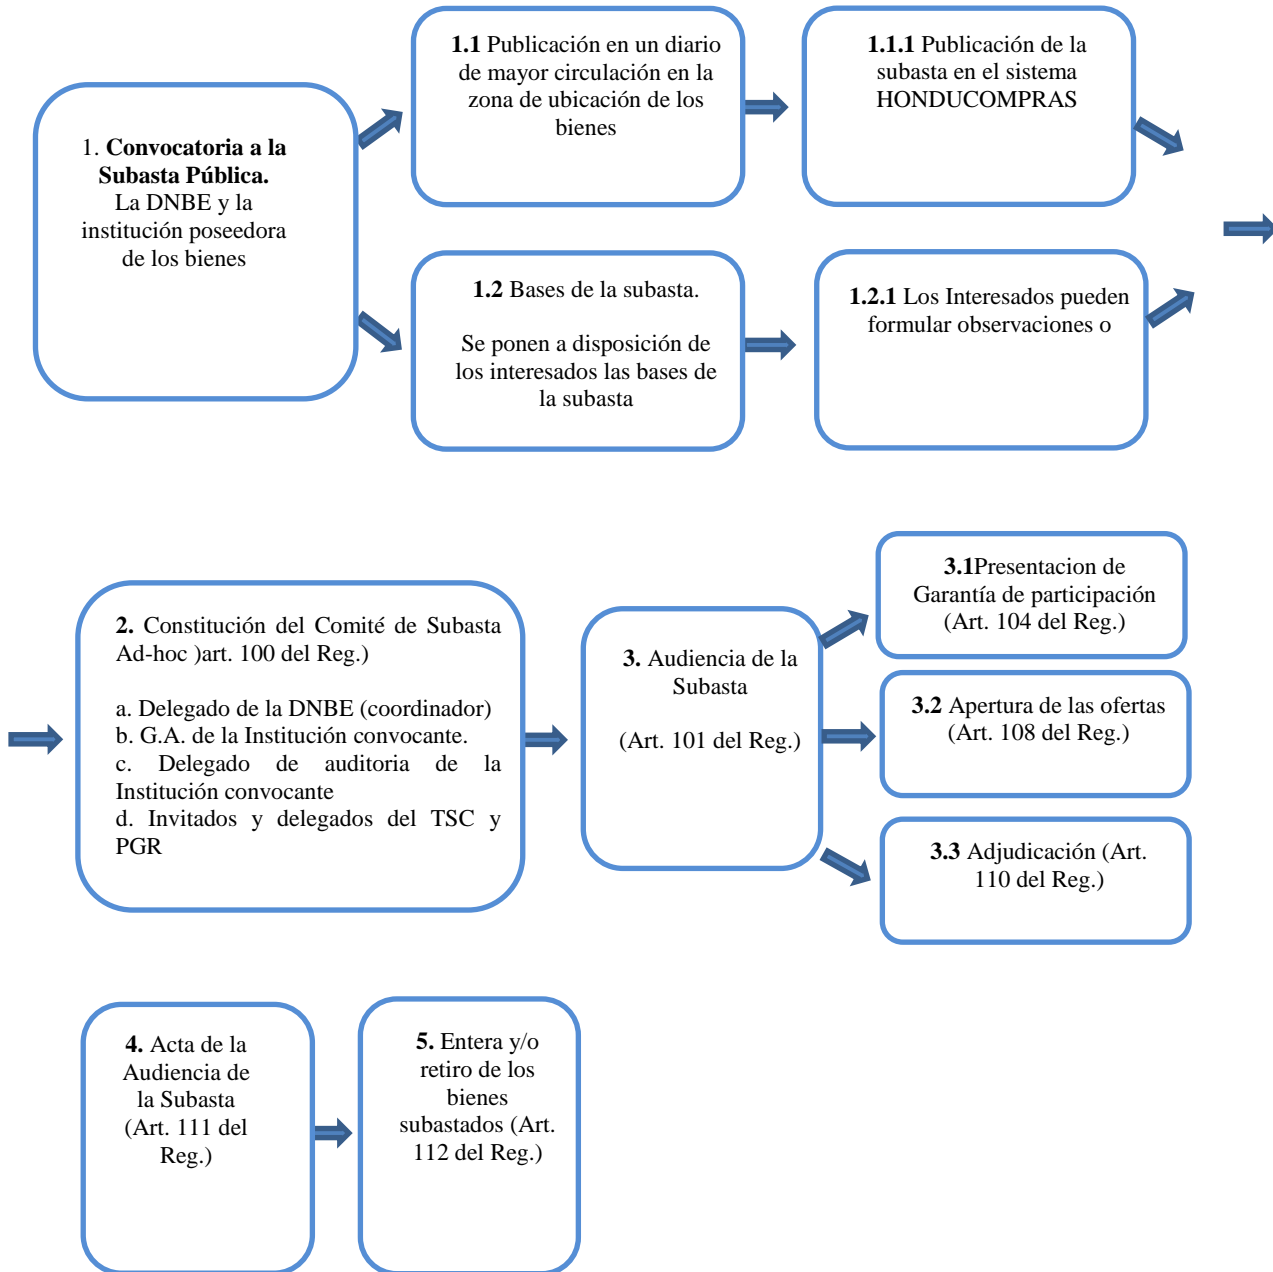 1. Convocatoria a la
Subasta Pública.
La DNBE y la
institución poseedora
de los bienes
1.1 Publicación en un diario
de mayor circulación en la
zona de ubicación de los
bienes
1.1.1 Publicación de la
subasta en el sistema
HONDUCOMPRAS
1.2 Bases de la subasta.
Se ponen a disposición de
los interesados las bases de
la subasta
1.2.1 Los Interesados pueden
formular observaciones o
2. Constitución del Comité de Subasta
Ad-hoc )art. 100 del Reg.)
a. Delegado de la DNBE (coordinador)
b. G.A. de la Institución convocante.
c. Delegado de auditoria de la
Institución convocante
d. Invitados y delegados del TSC y
PGR
3. Audiencia de la
Subasta
(Art. 101 del Reg.)
3.1Presentacion de
Garantía de participación
(Art. 104 del Reg.)
3.2 Apertura de las ofertas
(Art. 108 del Reg.)
3.3 Adjudicación (Art.
110 del Reg.)
4. Acta de la
Audiencia de
la Subasta
(Art. 111 del
Reg.)
5. Entera y/o
retiro de los
bienes
subastados (Art.
112 del Reg.)